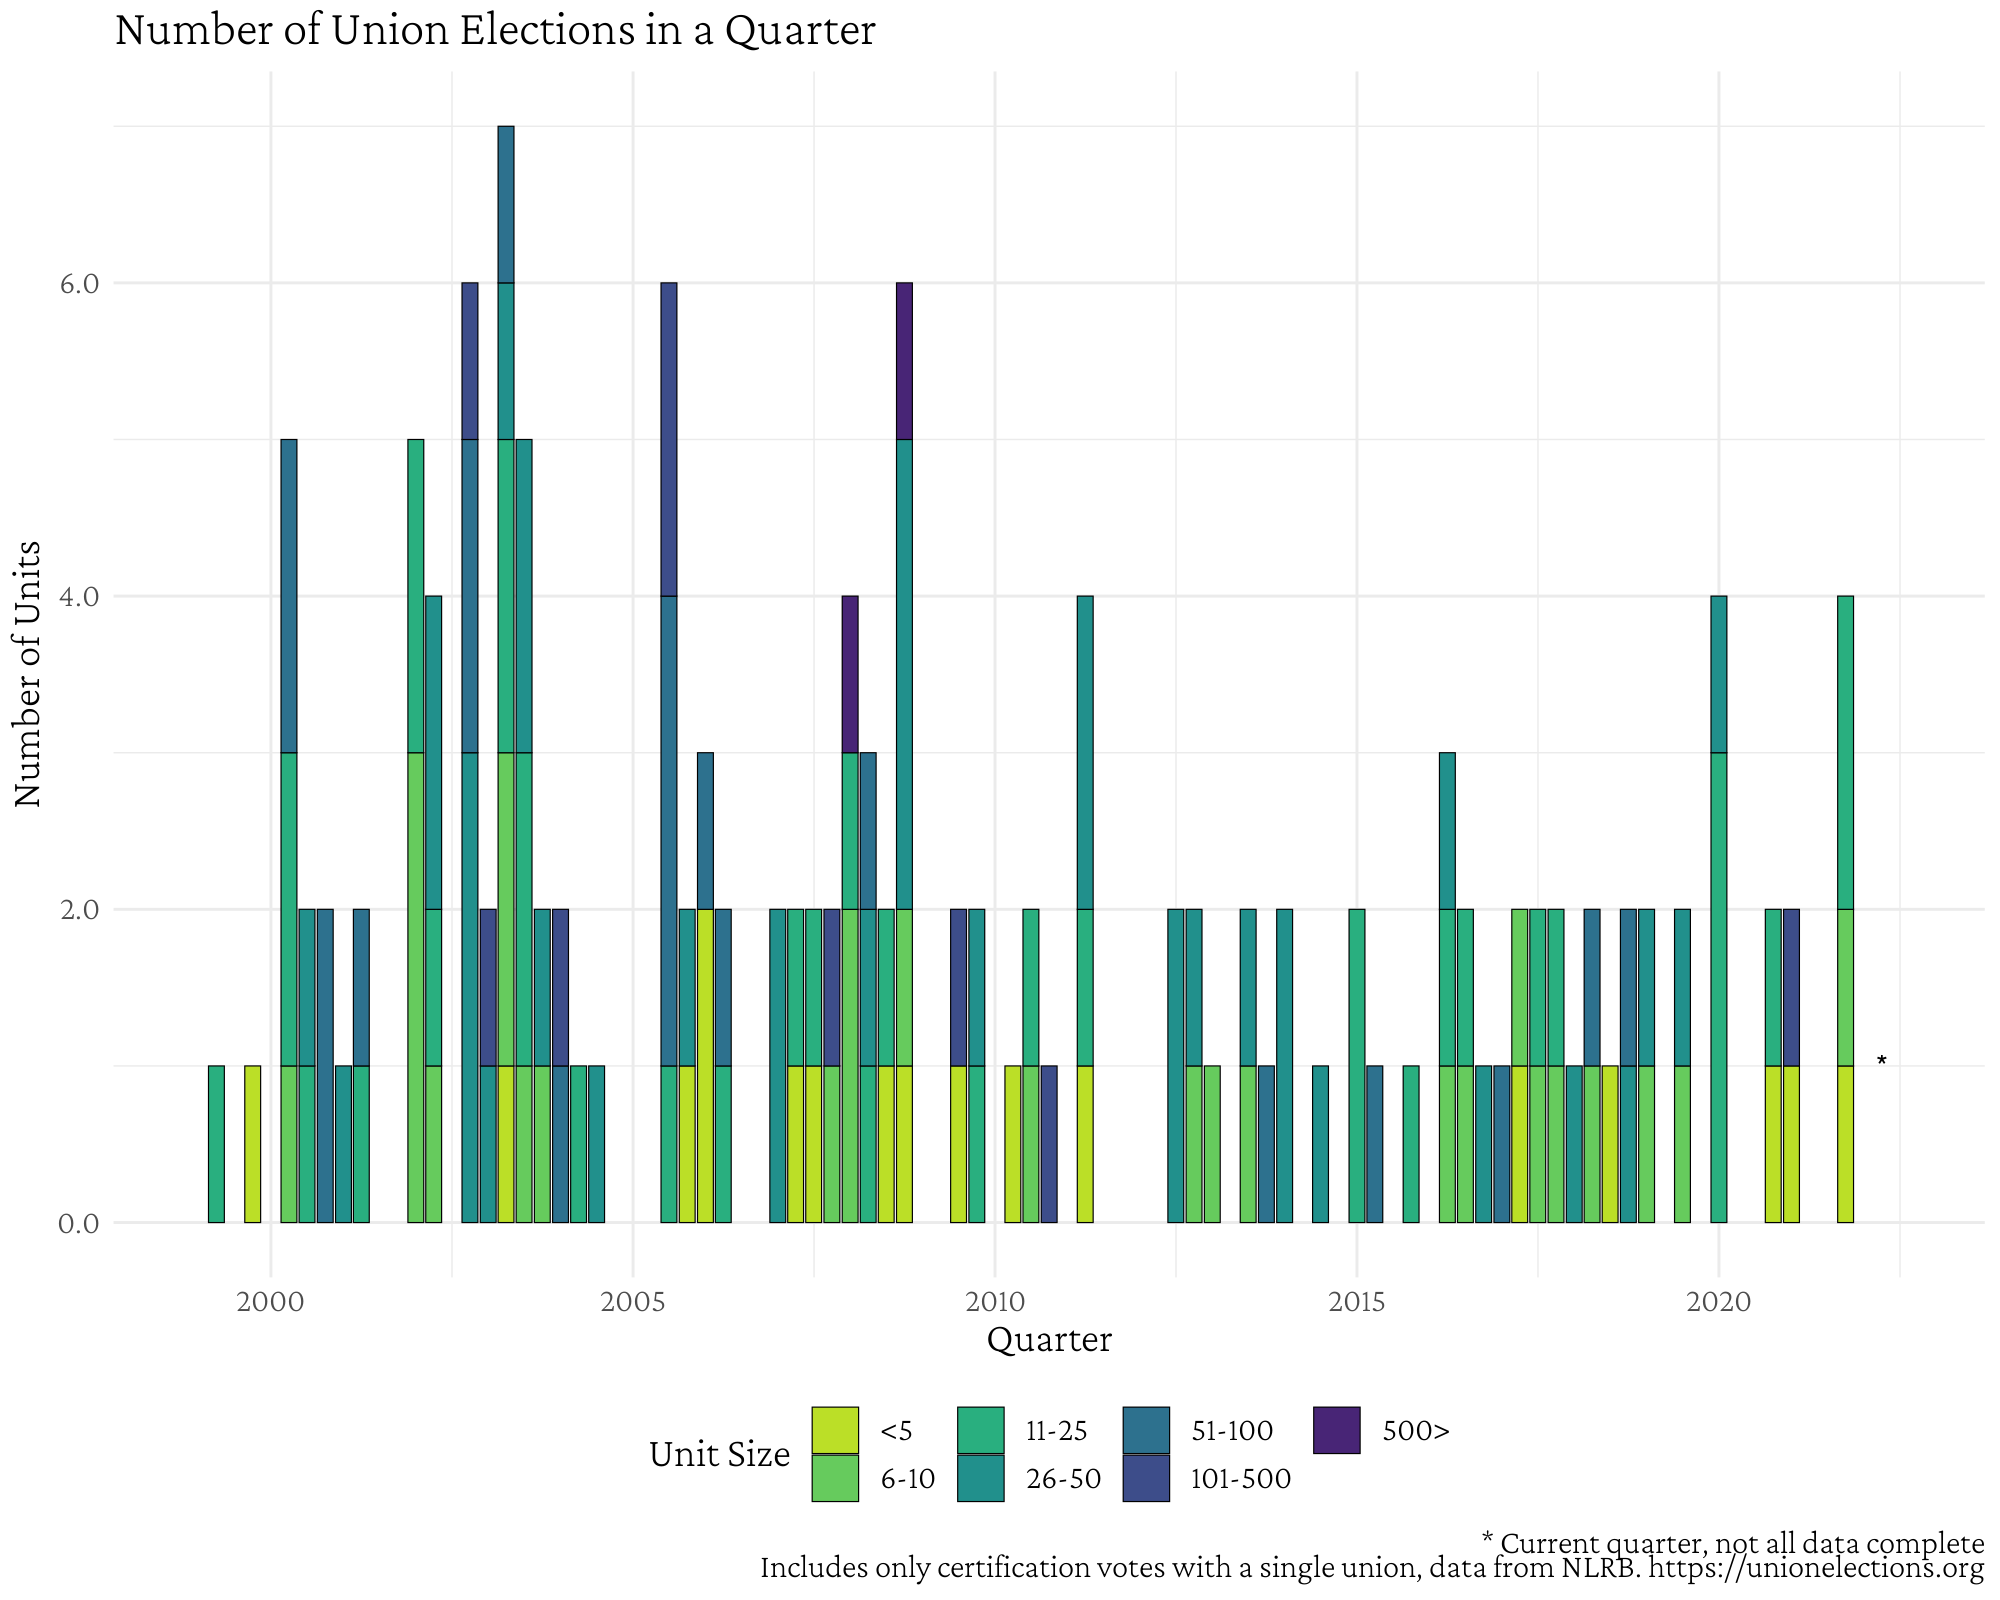 Number of Union Elections in a Quarter
Number of Units
6.0
4.0
2.0
0.0
*
2000 2005 2010 2015 2020
Quarter
Unit Size
<5 11-25 51-100 500>
6-10 26-50 101-500
* Current quarter, not all data complete
Includes only certification votes with a single union, data from NLRB. https://unionelections.org